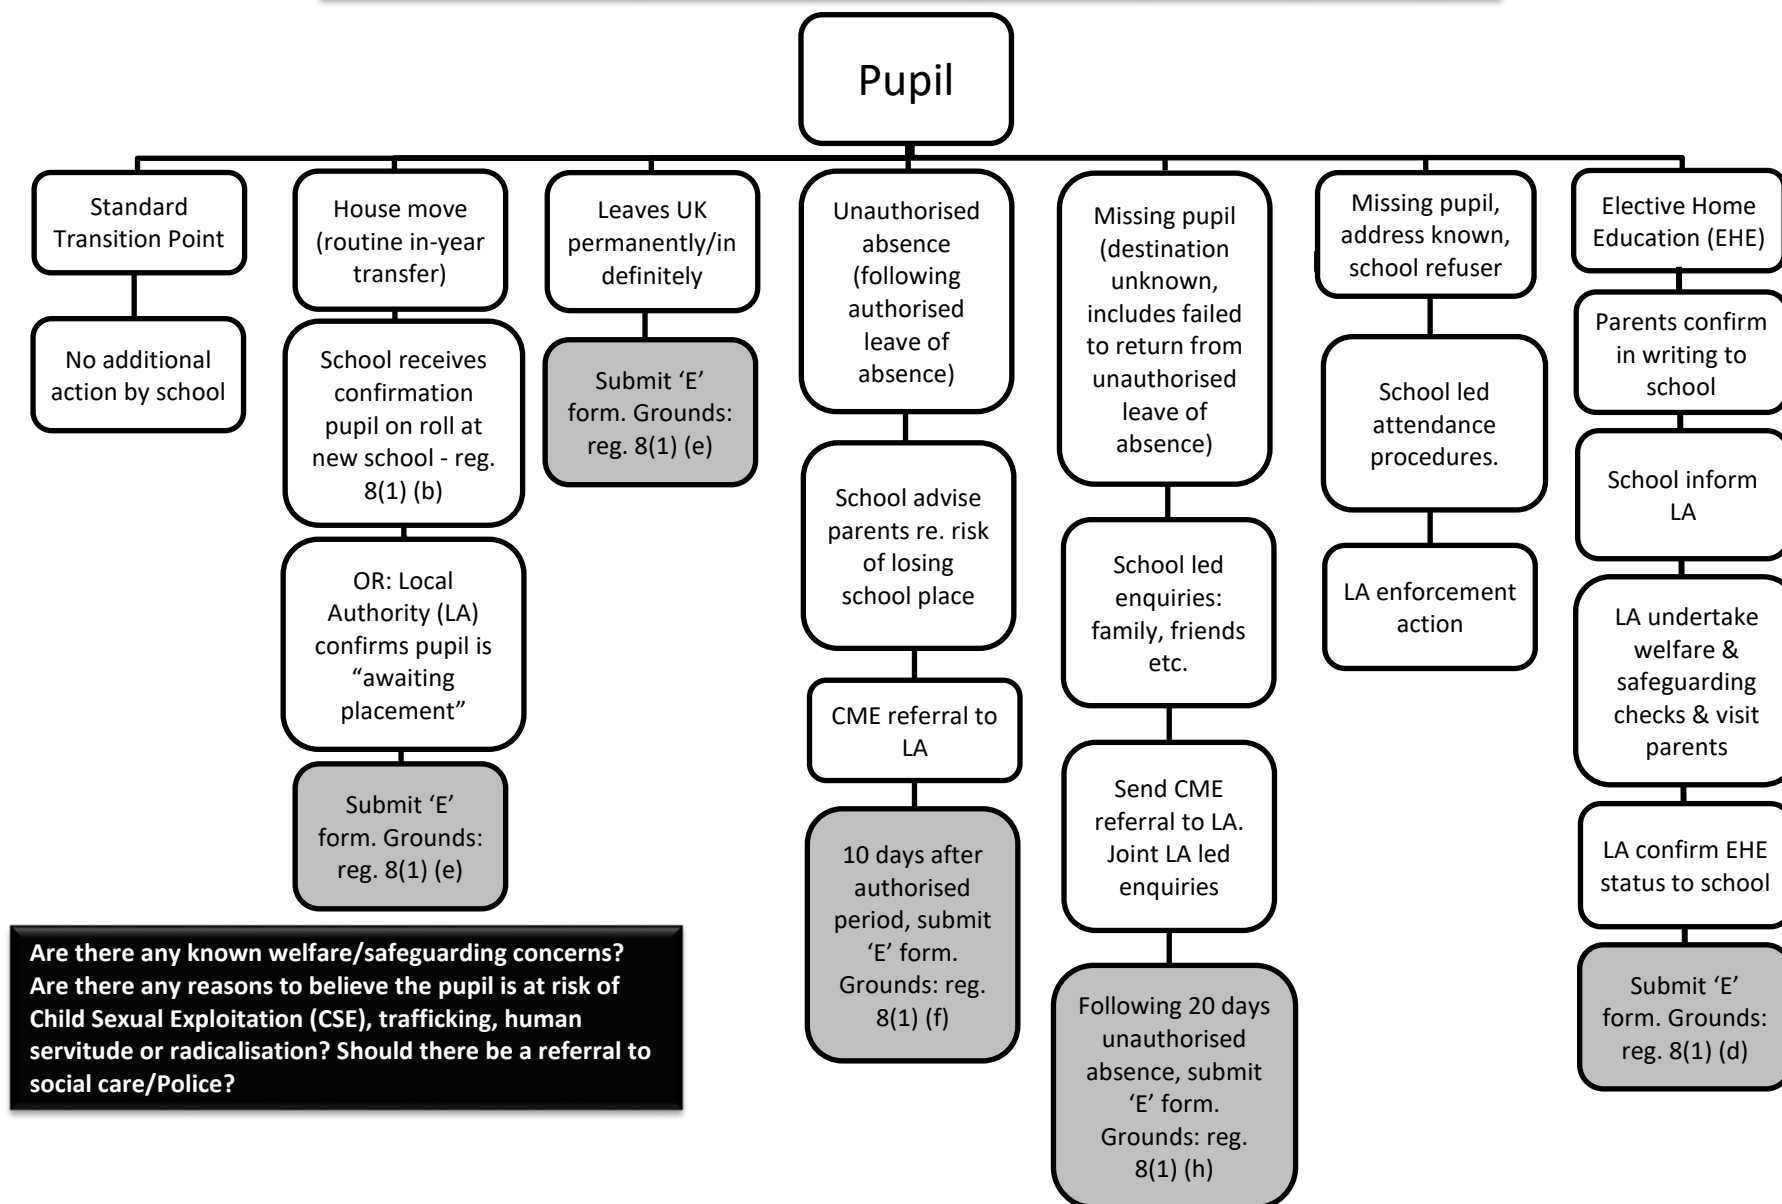 Pupil
Standard
Transition Point
No additional
action by school
House move
(routine in-year
transfer)
School receives
confirmation
pupil on roll at
new school - reg.
8(1) (b)
OR: Local
Authority (LA)
confirms pupil is
“awaiting
placement”
Submit ‘E’
form. Grounds:
reg. 8(1) (e)
Leaves UK
permanently/in
definitely
Submit ‘E’
form. Grounds:
reg. 8(1) (e)
Unauthorised
absence
(following
authorised
leave of
absence)
School advise
parents re. risk
of losing
school place
CME referral to
LA
10 days after
authorised
period, submit
‘E’ form.
Grounds: reg.
8(1) (f)
Missing pupil
(destination
unknown,
includes failed
to return from
unauthorised
leave of
absence)
School led
enquiries:
family, friends
etc.
Send CME
referral to LA.
Joint LA led
enquiries
Following 20 days
unauthorised
absence, submit
‘E’ form.
Grounds: reg.
8(1) (h)
Missing pupil,
address known,
school refuser
School led
attendance
procedures.
LA enforcement
action
Elective Home
Education (EHE)
Parents confirm
in writing to
school
School inform
LA
LA undertake
welfare &
safeguarding
checks & visit
parents
LA confirm EHE
status to school
Submit ‘E’
form. Grounds:
reg. 8(1) (d)
Are there any known welfare/safeguarding concerns?
Are there any reasons to believe the pupil is at risk of
Child Sexual Exploitation (CSE), trafficking, human
servitude or radicalisation? Should there be a referral to
social care/Police?